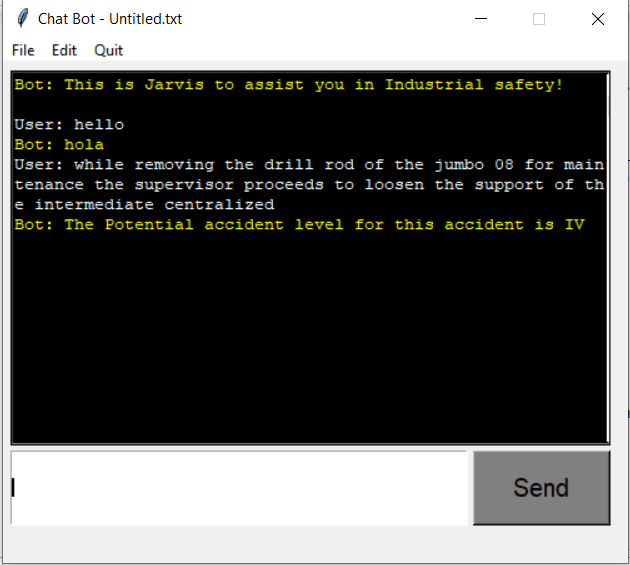 Chat Bot - Untitled.txt
File Edit Quit
Bot: This is Jarvis to assist you in Industrial safety!
User: hello
Bot: hola
User: while removing the drill rod of the jumbo 08 for main
tenance the supervisor proceeds to loosen the support of th
e intermediate centralized
Bot: The Potential accident level for this accident is IV
Send